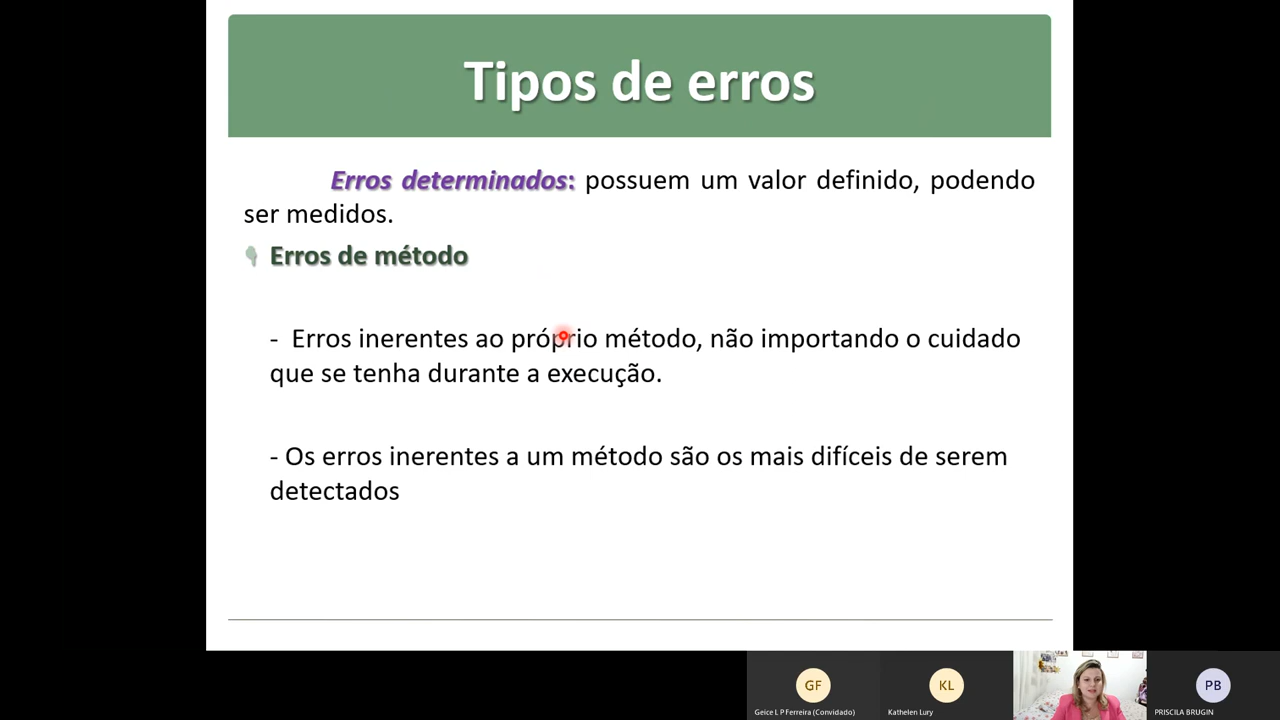 Tipos de erros
Erros determinados: possuem um valor definido, podendo
ser medidos.
Erros de método
- Erros inerentes ao próprio método, não importando o cuidado
que se tenha durante a execução.
- Os erros inerentes a um método são os mais difíceis de serem
detectados
GF
KL
PB
Geice L P Ferreira (Convidado)
Kathelen Lury
PRISCILA BRUGIN